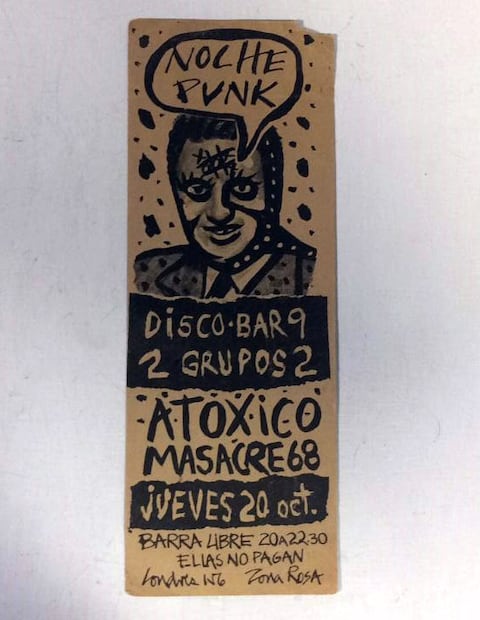 NOCHE
PUNK
DISCO·BAR 9
2 GRUPOS 2
ATOXICO
MASACRE 68
JUEVES 20 oct.
BARRA LIBRE 20 A 22.30
ELLAS NO PAGAN
Londres 156 Zona Rosa